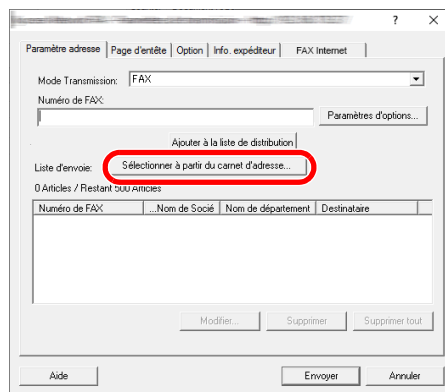 ? X
Paramètre adresse Page d'entête Option Info. expéditeur FAX Internet
Mode Transmission: FAX
Numéro de FAX:
Paramètres d'options...
Ajouter à la liste de distribution
Liste d'envoie: Sélectionner à partir du carnet d'adresse...
0 Articles / Restant 500 Articles
Numéro de FAX ...Nom de Socié Nom de département Destinataire
Modifier... Supprimer Supprimer tout
Aide Envoyer Annuler